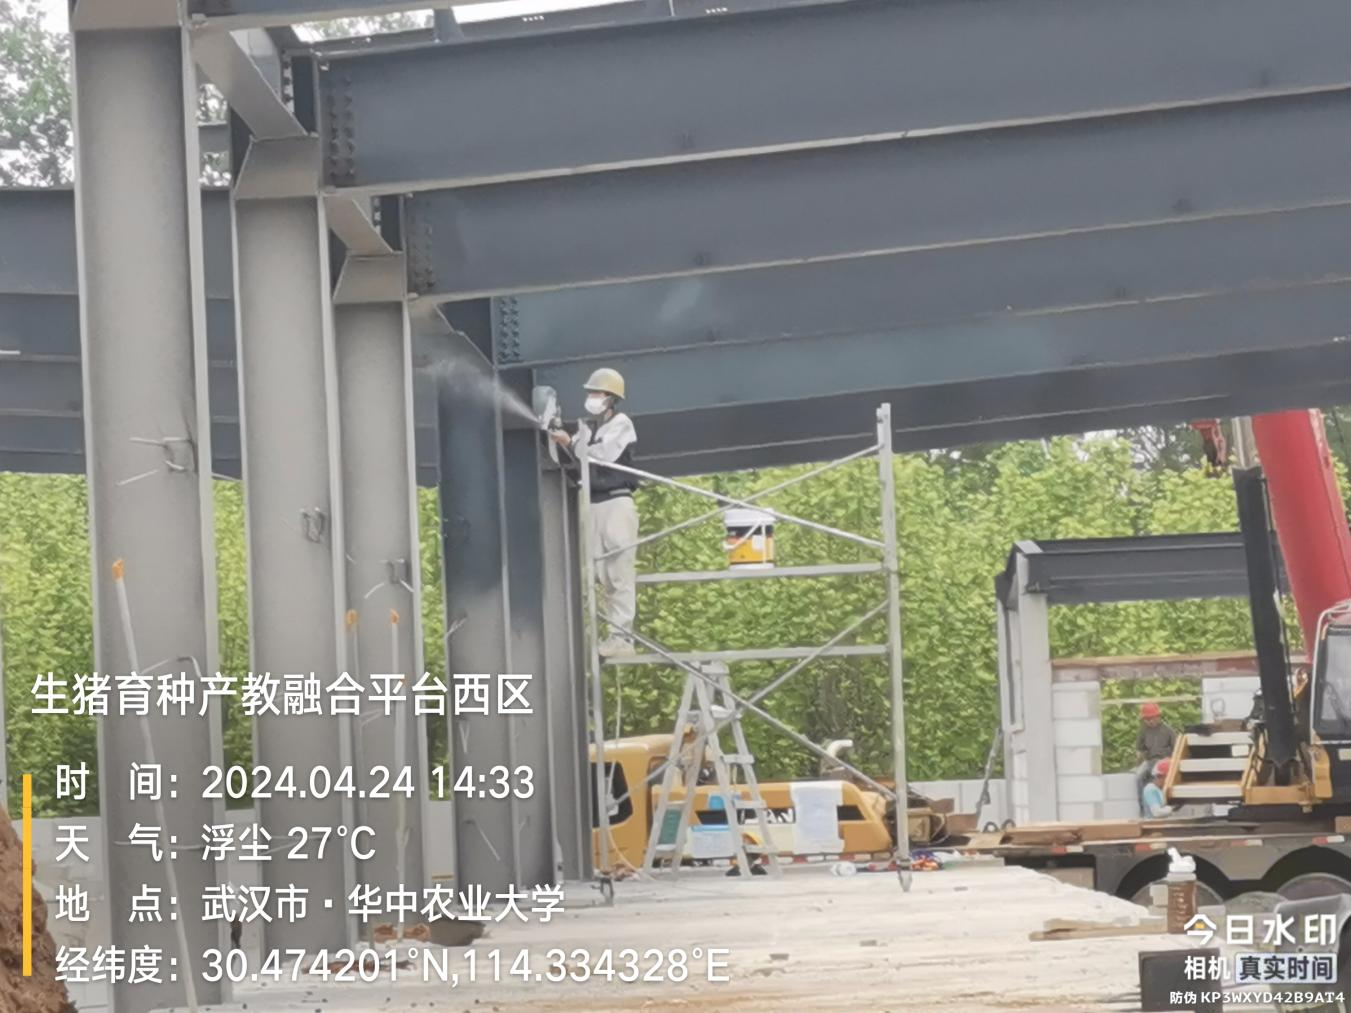 生猪育种产教融合平台西区
时 间：2024.04.24 14:33
天 气：浮尘 27°C
地 点：武汉市·华中农业大学
经纬度：30.474201°N,114.334328°E
今日水印
相机 真实时间
防伪 KP3WXYD42B9AT4